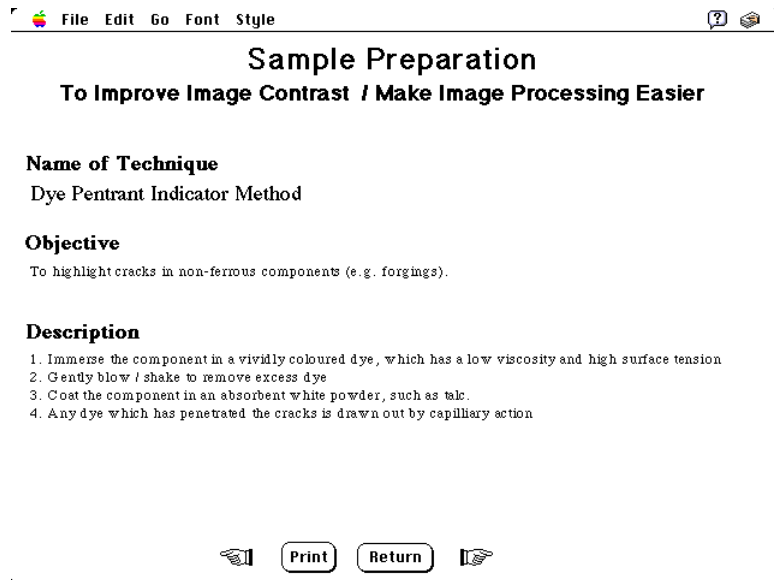 File Edit Go Font Style
Sample Preparation
To Improve Image Contrast / Make Image Processing Easier
Name of Technique
Dye Pentrant Indicator Method
Objective
To highlight cracks in non-ferrous components (e.g. forgings).
Description
1. Immerse the component in a vividly coloured dye, which has a low viscosity and high surface tension
2. Gently blow / shake to remove excess dye
3. Coat the component in an absorbent white powder, such as talc.
4. Any dye which has penetrated the cracks is drawn out by capilliary action
Print Return